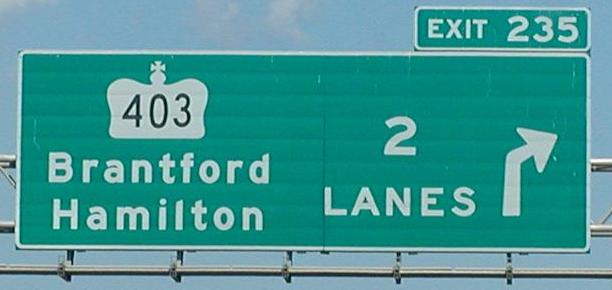 EXIT 235
403
Brantford
Hamilton
2
LANES